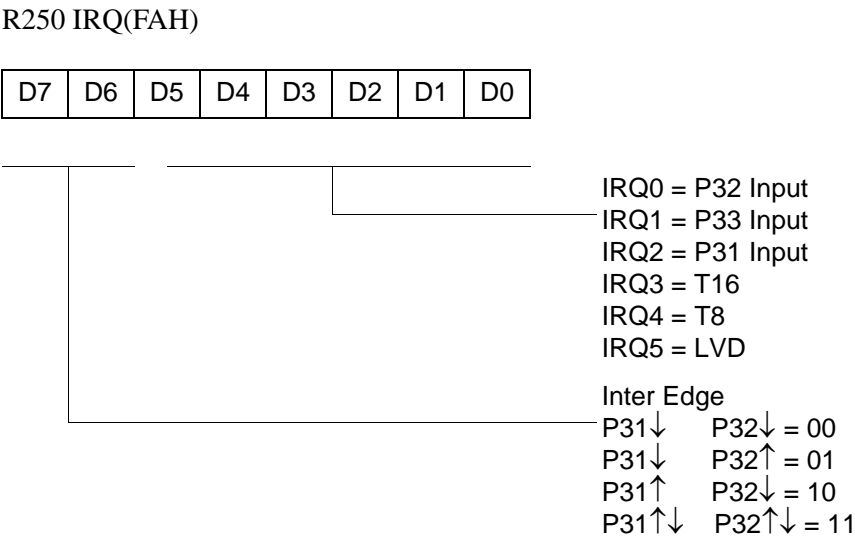 R250 IRQ(FAH)
D7 D6 D5 D4 D3 D2 D1 D0
IRQ0 = P32 Input
IRQ1 = P33 Input
IRQ2 = P31 Input
IRQ3 = T16
IRQ4 = T8
IRQ5 = LVD
Inter Edge
P31↓ P32↓ = 00
P31↓ P32↑ = 01
P31↑ P32↓ = 10
P31↑↓ P32↑↓ = 11